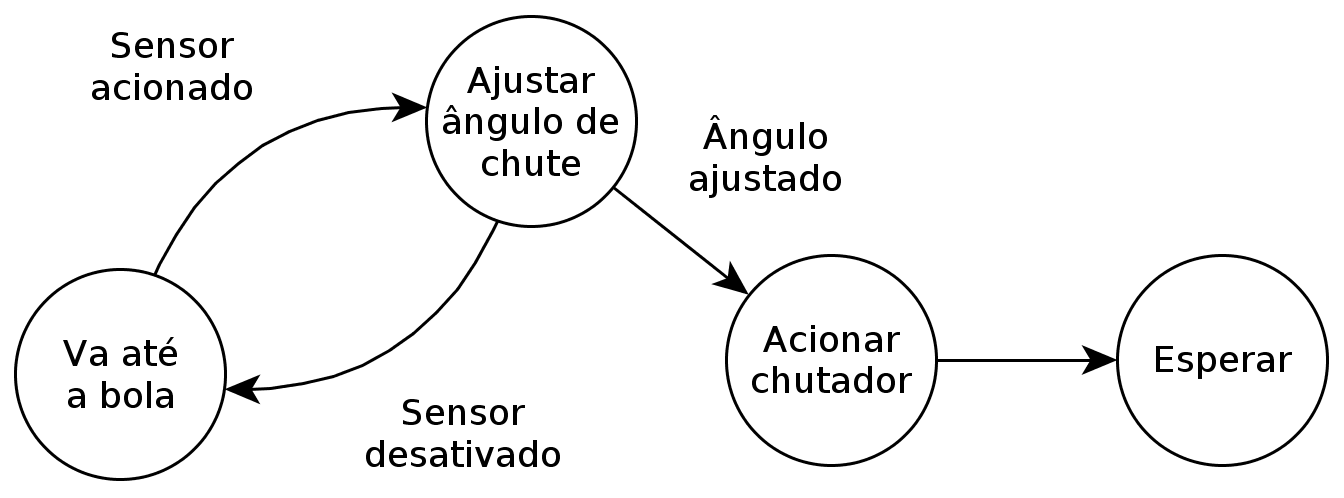 Sensor
acionado
Ajustar
ângulo de
chute
Ângulo
ajustado
Va até
a bola
Sensor
desativado
Acionar
chutador
Esperar